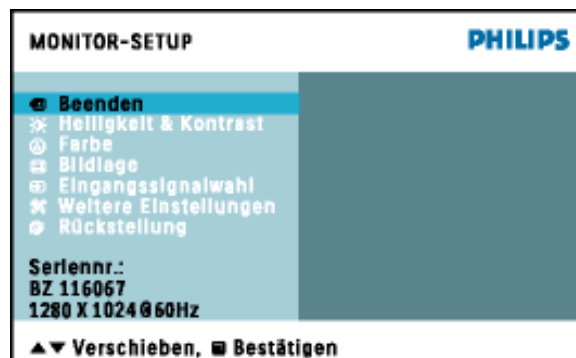 MONITOR-SETUP PHILIPS
Beenden
Helligkeit & Kontrast
Farbe
Bildlage
Eingangssignalwahl
Weitere Einstellungen
Rückstellung
Seriennr.:
BZ 116067
1280 X 1024@60Hz
▲▼ Verschieben, Bestätigen